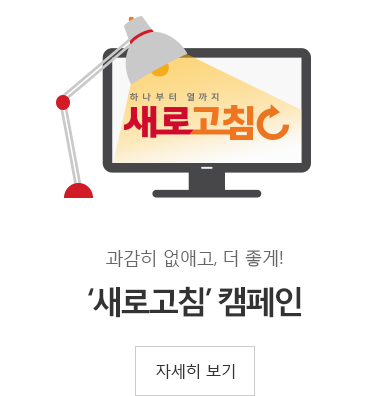 하나부터 열까지
새로고침
과감히 없애고, 더 좋게!
‘새로고침’ 캠페인
자세히 보기